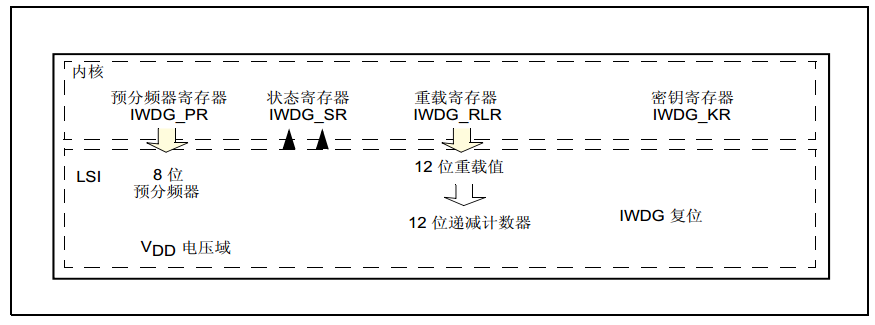 内核
预分频器寄存器
IWDG_PR
状态寄存器
IWDG_SR
重载寄存器
IWDG_RLR
密钥寄存器
IWDG_KR
LSI
8 位
预分频器
12 位重载值
12 位递减计数器
IWDG 复位
VDD 电压域